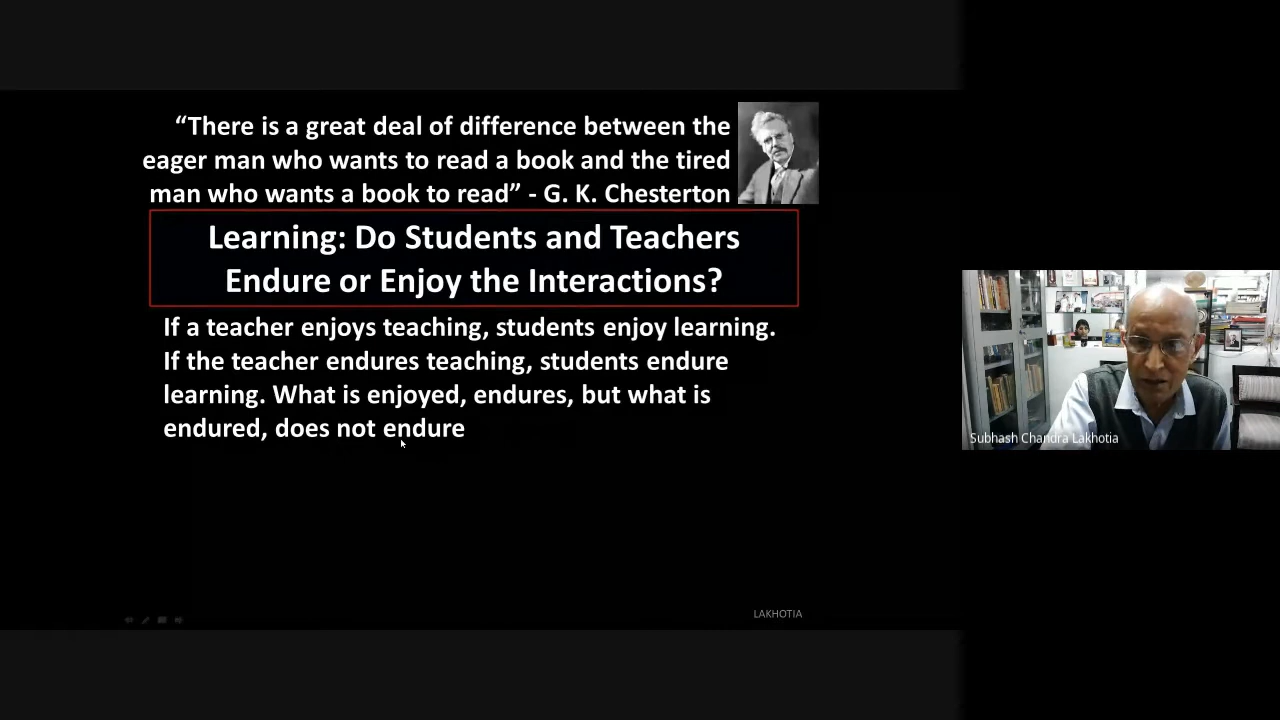 “There is a great deal of difference between the
eager man who wants to read a book and the tired
man who wants a book to read” - G. K. Chesterton
Learning: Do Students and Teachers
Endure or Enjoy the Interactions?
If a teacher enjoys teaching, students enjoy learning.
If the teacher endures teaching, students endure
learning. What is enjoyed, endures, but what is
endured, does not endure
Subhash Chandra Lakhotia
LAKHOTIA